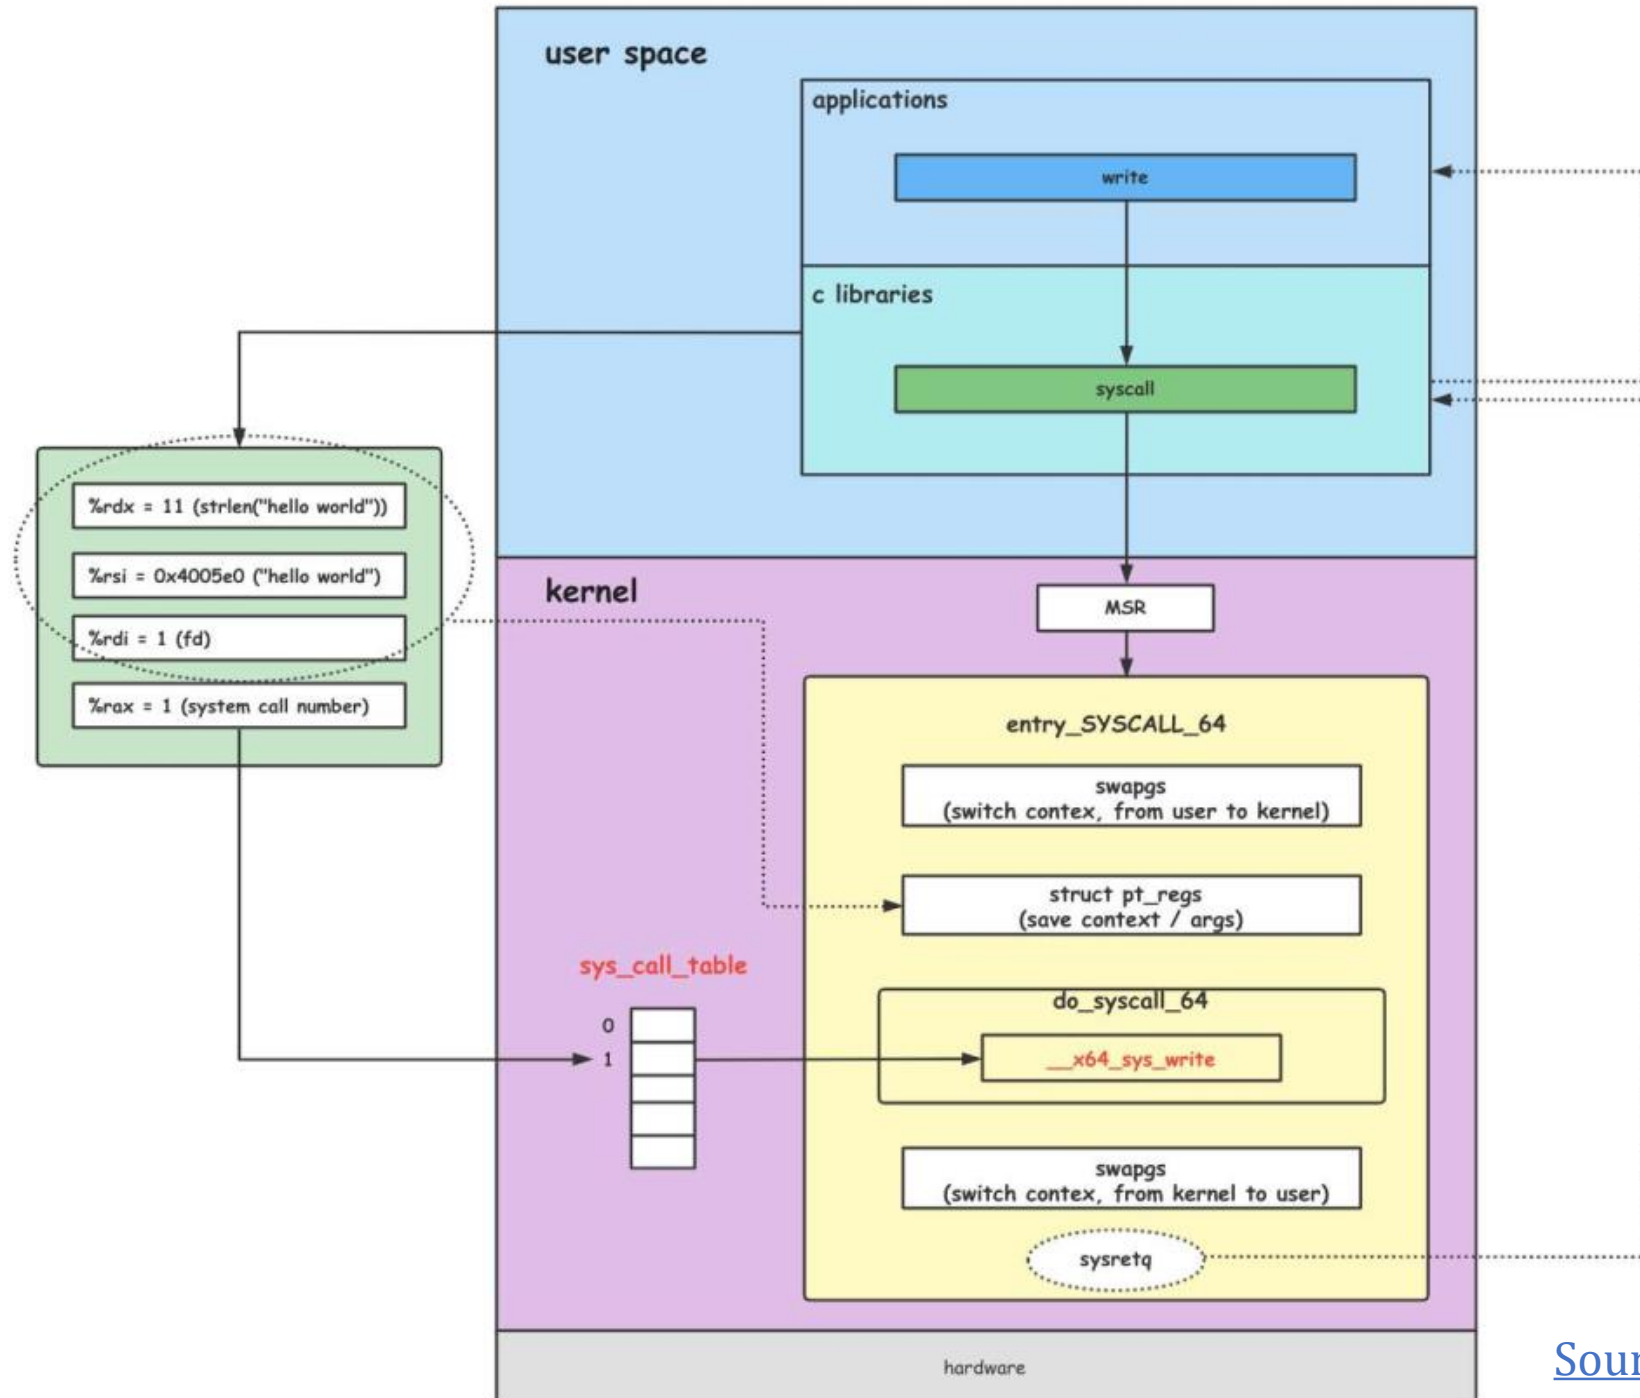 user space
applications
write
c libraries
syscall
%rdx = 11 (strlen("hello world"))
%rsi = 0x4005e0 ("hello world")
%rdi = 1 (fd)
%rax = 1 (system call number)
kernel
MSR
entry_SYSCALL_64
swapgs
(switch contex, from user to kernel)
struct pt_regs
(save context / args)
sys_call_table
0
1
do_syscall_64
__x64_sys_write
swapgs
(switch contex, from kernel to user)
sysretq
hardware